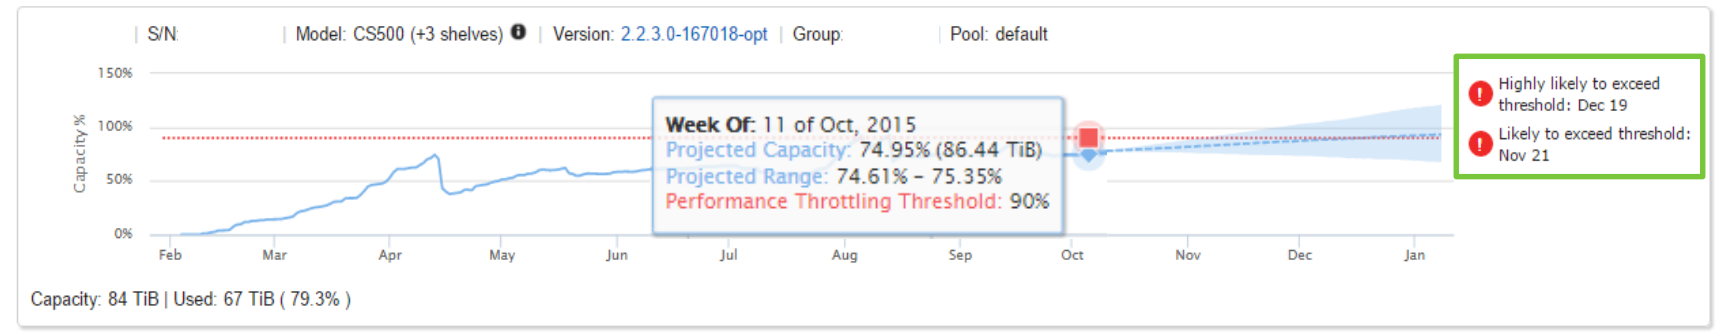 S/N: | Model: CS500 (+3 shelves) | Version: 2.2.3.0-167018-opt | Group: | Pool: default
150%
100%
50%
0%
Capacity %
Week Of: 11 of Oct, 2015
Projected Capacity: 74.95% (86.44 TiB)
Projected Range: 74.61% – 75.35%
Performance Throttling Threshold: 90%
Highly likely to exceed
threshold: Dec 19
Likely to exceed threshold:
Nov 21
Feb Mar Apr May Jun Jul Aug Sep Oct Nov Dec Jan
Capacity: 84 TiB | Used: 67 TiB ( 79.3% )